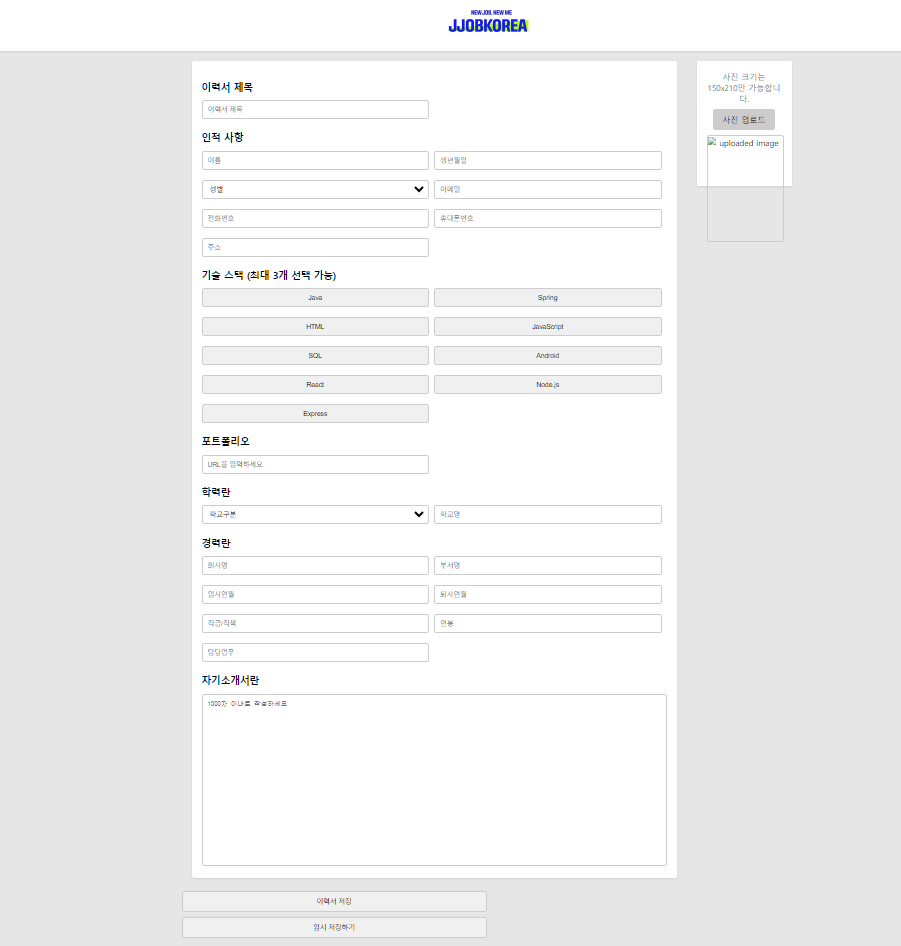 NEW JOB, NEW ME
JJOBKOREA
이력서 제목
이력서 제목
인적 사항
이름
생년월일
성별
이메일
전화번호
휴대폰번호
주소
기술 스택 (최대 3개 선택 가능)
Java
Spring
HTML
JavaScript
SQL
Android
React
Node.js
Express
포트폴리오
URL을 입력하세요
학력란
학교구분
학교명
경력란
회사명
부서명
입사연월
퇴사연월
직급/직책
연봉
담당업무
자기소개서란
1000자 이내로 작성하세요
이력서 저장
임시 저장하기
사진 크기는
150x210만 가능합니
다.
사진 업로드
uploaded image